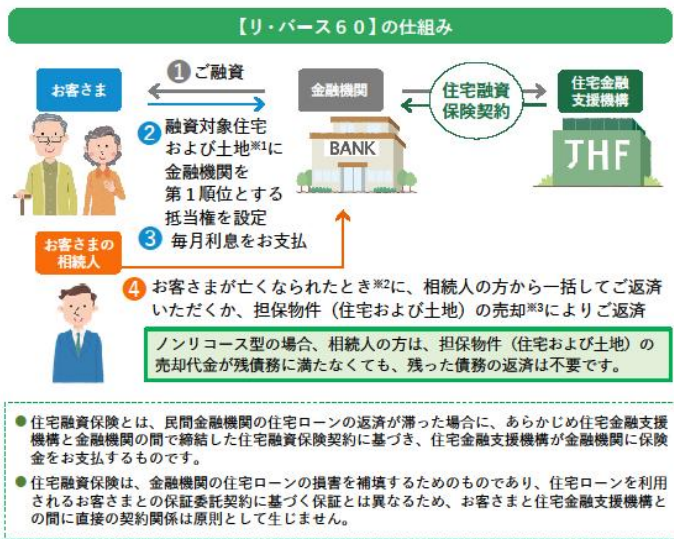 【リ・バース６０】の仕組み
お客さま
❶ご融資
金融機関
住宅融資
保険契約
住宅金融
支援機構
❷融資対象住宅
および土地※1に
金融機関を
第１順位とする
抵当権を設定
BANK
JHF
❸毎月利息をお支払
お客さまの
相続人
❹お客さまが亡くなられたとき※2に、相続人の方から一括してご返済
いただくか、担保物件（住宅および土地）の売却※3によりご返済
ノンリコース型の場合、相続人の方は、担保物件（住宅および土地）の
売却代金が残債務に満たなくても、残った債務の返済は不要です。
●住宅融資保険とは、民間金融機関の住宅ローンの返済が滞った場合に、あらかじめ住宅金融支援
機構と金融機関の間で締結した住宅融資保険契約に基づき、住宅金融支援機構が金融機関に保険
金をお支払するものです。
●住宅融資保険は、金融機関の住宅ローンの損害を補填するためのものであり、住宅ローンを利用
されるお客さまとの保証委託契約に基づく保証とは異なるため、お客さまと住宅金融支援機構と
の間に直接の契約関係は原則として生じません。